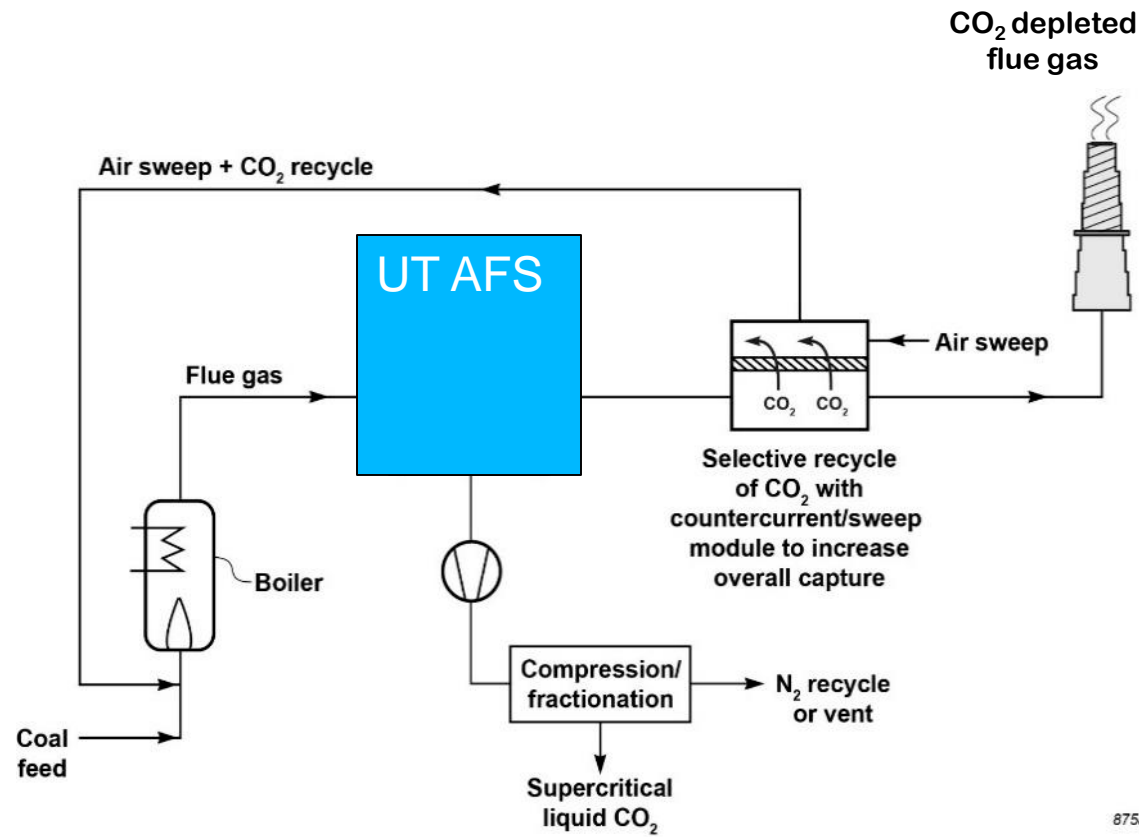 CO₂ depleted
flue gas
Air sweep + CO₂ recycle
UT AFS
Air sweep
Flue gas
CO₂ CO₂
Selective recycle
of CO₂ with
countercurrent/sweep
module to increase
overall capture
Boiler
Compression/
fractionation
N₂ recycle
or vent
Coal
feed
Supercritical
liquid CO₂
875